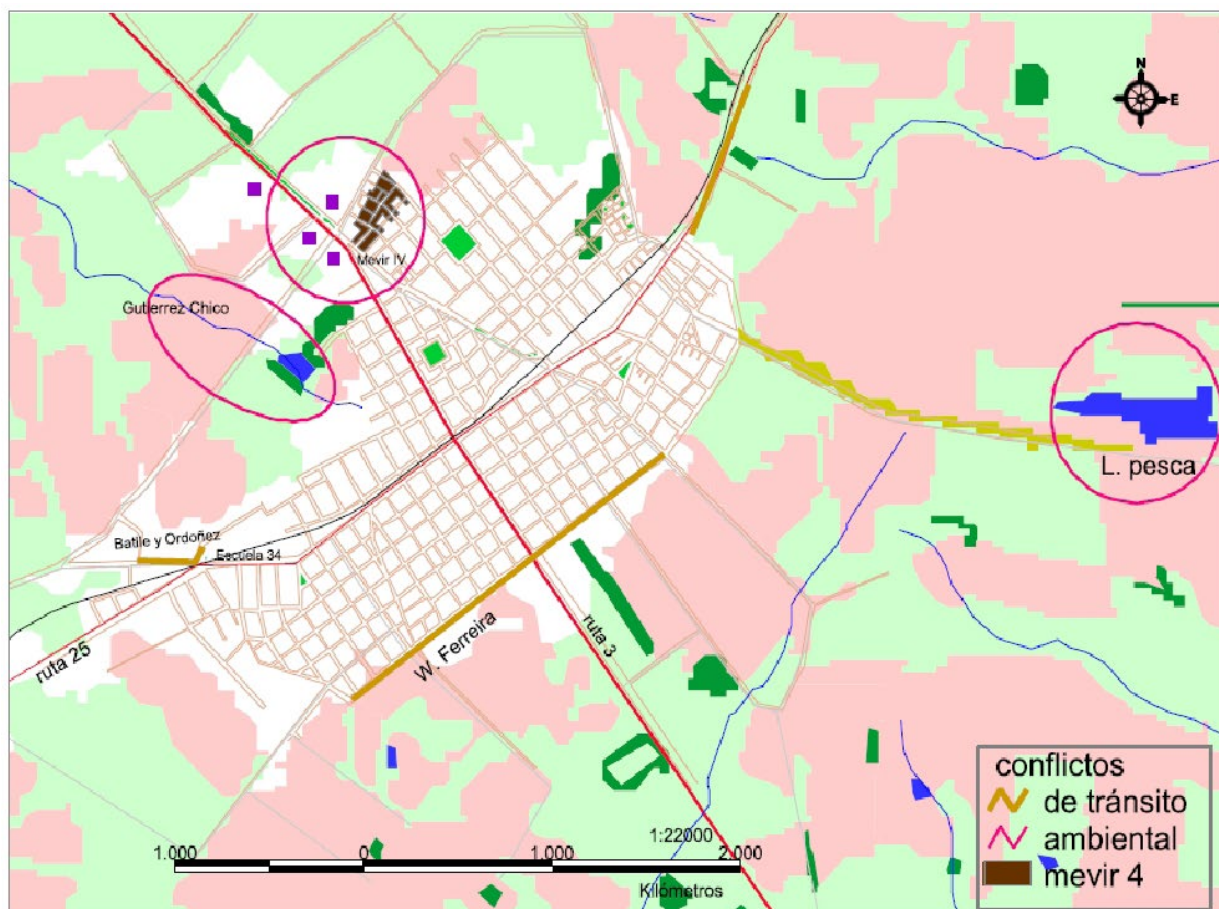 N
E
Mevir IV
Gutierrez Chico
L. pesca
Batlle y Ordoñez
Escuela 34
ruta 25
W. Ferreira
ruta 3
conflictos
de tránsito
ambiental
mevir 4
1:22000
1.000 0 1.000 2.000
Kilómetros